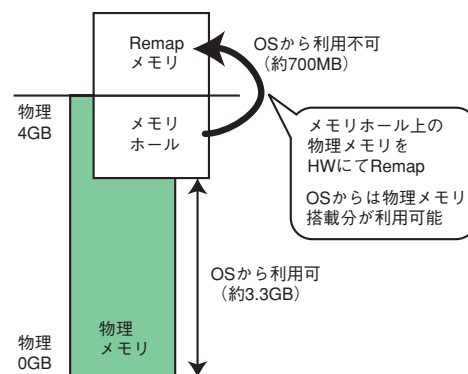 Remap
メモリ
OSから利用不可
(約700MB)
物理
4GB
メモリ
ホール
メモリホール上の
物理メモリを
HWにてRemap
OSからは物理メモリ
搭載分が利用可能
OSから利用可
(約3.3GB)
物理
メモリ
物理
0GB